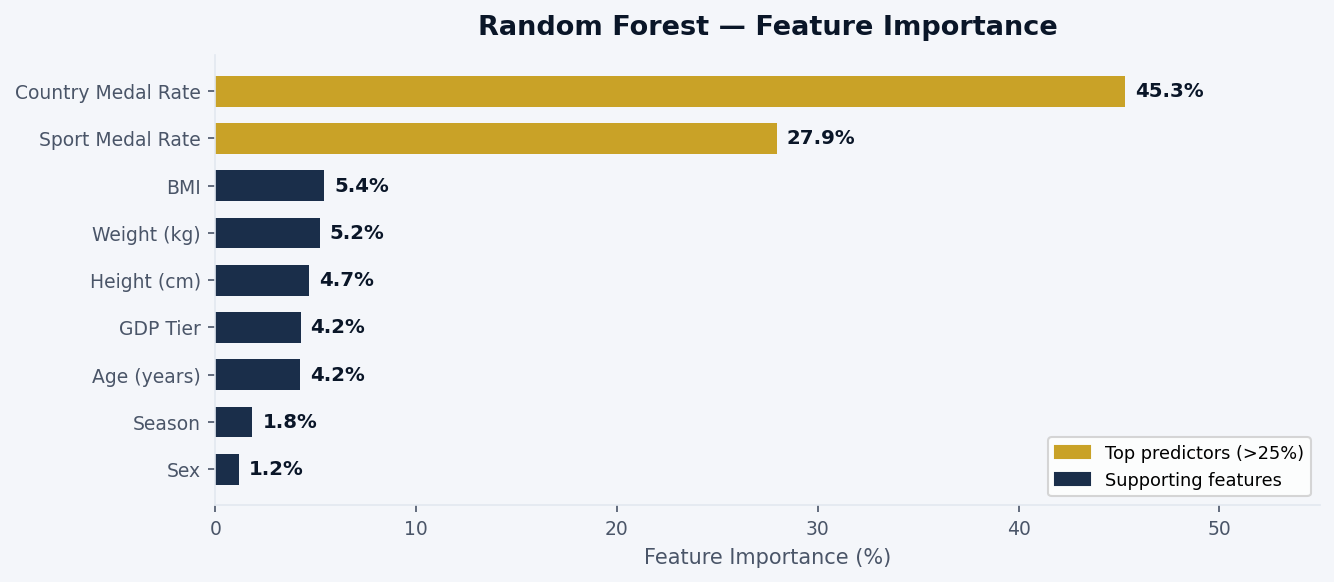 Random Forest — Feature Importance
Country Medal Rate 45.3%
Sport Medal Rate 27.9%
BMI 5.4%
Weight (kg) 5.2%
Height (cm) 4.7%
GDP Tier 4.2%
Age (years) 4.2%
Season 1.8%
Sex 1.2%
Top predictors (>25%)
Supporting features
0 10 20 30 40 50
Feature Importance (%)